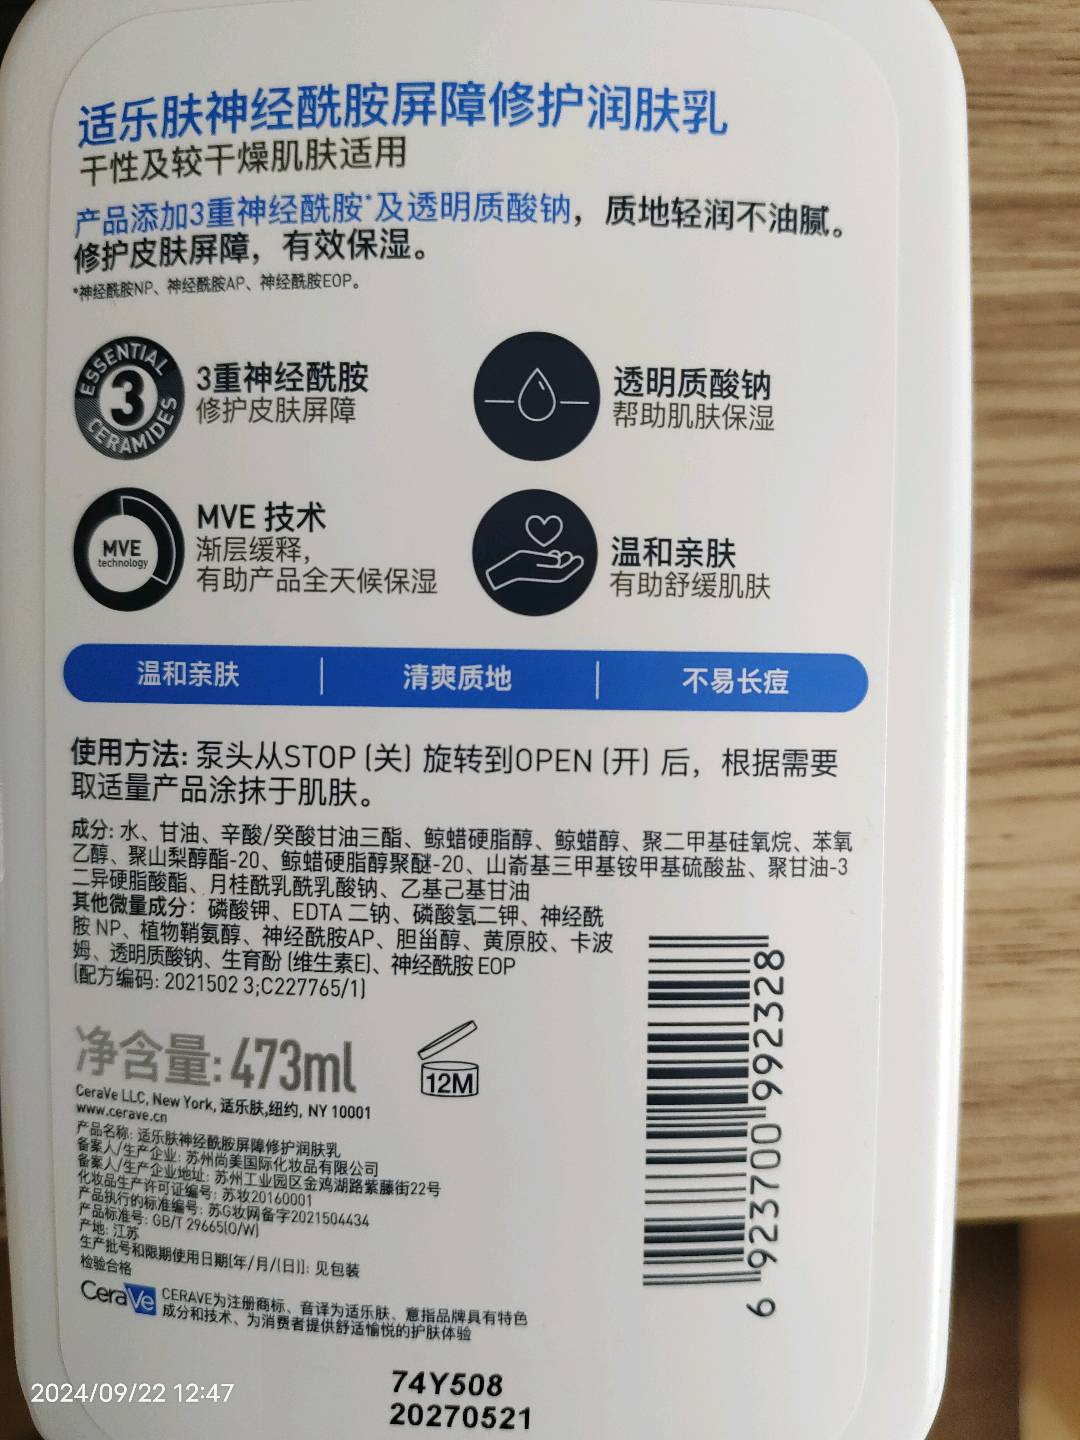 适乐肤神经酰胺屏障修护润肤乳
干性及较干燥肌肤适用
产品添加3重神经酰胺*及透明质酸钠，质地轻润不油腻。
修护皮肤屏障，有效保湿。
*神经酰胺NP、神经酰胺AP、神经酰胺EOP。
ESSENTIAL
3
CERAMIDES
3重神经酰胺
修护皮肤屏障
透明质酸钠
帮助肌肤保湿
MVE
technology
MVE 技术
渐层缓释，
有助产品全天候保湿
温和亲肤
有助舒缓肌肤
温和亲肤
清爽质地
不易长痘
使用方法: 泵头从STOP (关) 旋转到OPEN (开) 后，根据需要
取适量产品涂抹于肌肤。
成分: 水、甘油、辛酸/癸酸甘油三酯、鲸蜡硬脂醇、鲸蜡醇、聚二甲基硅氧烷、苯氧
乙醇、聚山梨醇酯-20、鲸蜡硬脂醇聚醚-20、山嵛基三甲基铵甲基硫酸盐、聚甘油-3
二异硬脂酸酯、月桂酰乳酰乳酸钠、乙基己基甘油
其他微量成分：磷酸钾、EDTA 二钠、磷酸氢二钾、神经酰
胺 NP、植物鞘氨醇、神经酰胺AP、胆甾醇、黄原胶、卡波
姆、透明质酸钠、生育酚 (维生素E)、神经酰胺 EOP
(配方编码: 2021502 3;C227765/1)
净含量: 473ml
12M
CeraVe LLC, New York, 适乐肤,纽约, NY 10001
www.cerave.cn
产品名称: 适乐肤神经酰胺屏障修护润肤乳
备案人/生产企业: 苏州尚美国际化妆品有限公司
备案人/生产企业地址: 苏州工业园区金鸡湖路紫藤街22号
化妆品生产许可证编号: 苏妆20160001
产品执行的标准编号: 苏G妆网备字2021504434
产品标准号: GB/T 29665(O/W)
产地: 江苏
生产批号和限期使用日期[年/月/(日)]: 见包装
检验合格
CeraVe
CERAVE为注册商标、音译为适乐肤、意指品牌具有特色
成分和技术、为消费者提供舒适愉悦的护肤体验
6 923700 992328
74Y508
20270521
2024/09/22 12:47